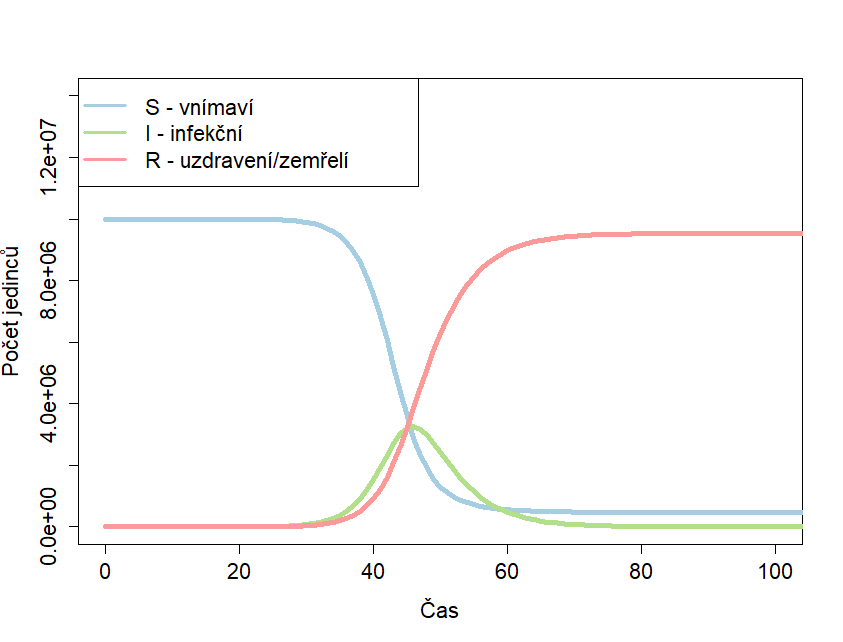 S - vnímaví
I - infekční
R - uzdravení/zemřelí
Počet jedinců
1.2e+07
8.0e+06
4.0e+06
0.0e+00
0 20 40 60 80 100
Čas